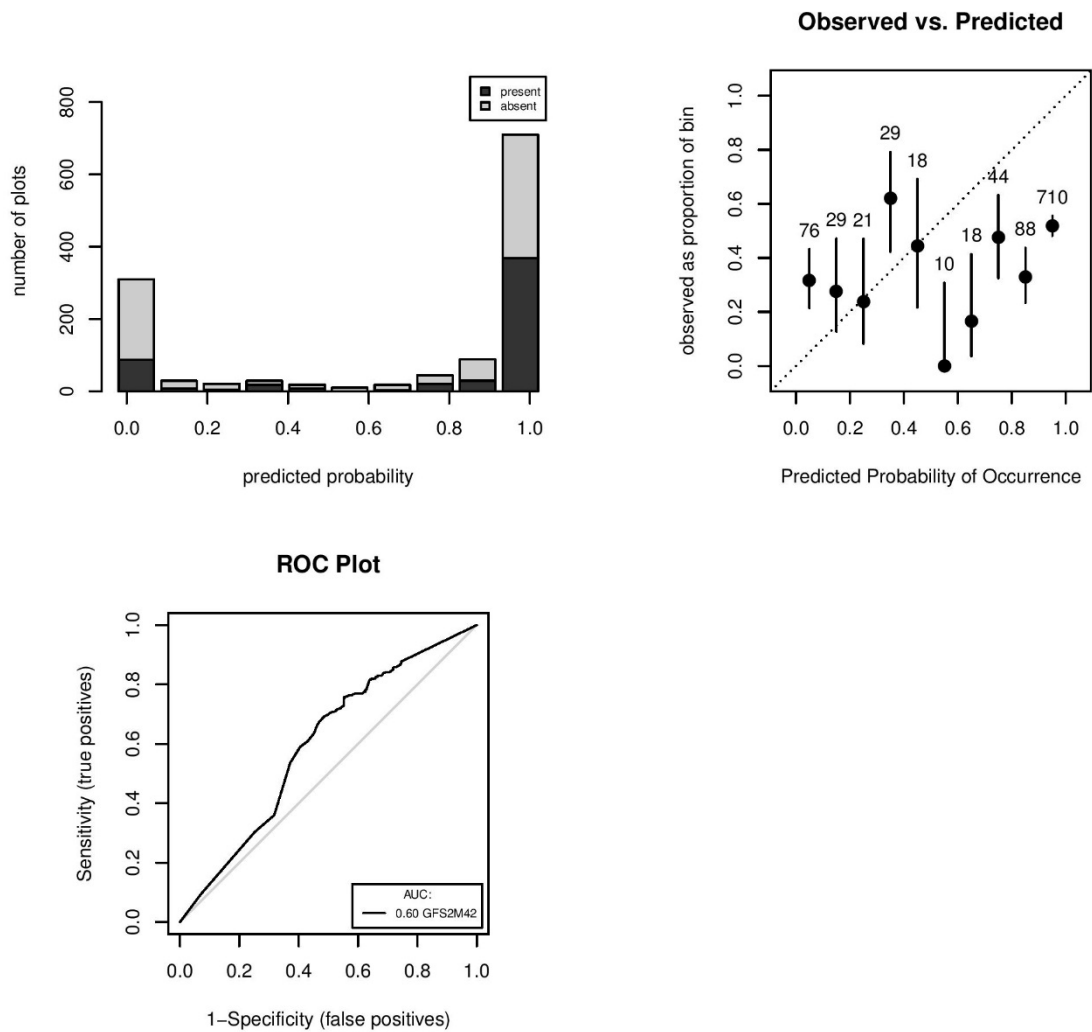 number of plots
800
600
400
200
0
present
absent
0.0 0.2 0.4 0.6 0.8 1.0
predicted probability
Observed vs. Predicted
observed as proportion of bin
1.0
0.8
0.6
0.4
0.2
0.0
76 29 21 29 18 10 18 44 88 710
0.0 0.2 0.4 0.6 0.8 1.0
Predicted Probability of Occurrence
ROC Plot
Sensitivity (true positives)
1.0
0.8
0.6
0.4
0.2
0.0
AUC:
0.60 GFS2M42
0.0 0.2 0.4 0.6 0.8 1.0
1−Specificity (false positives)